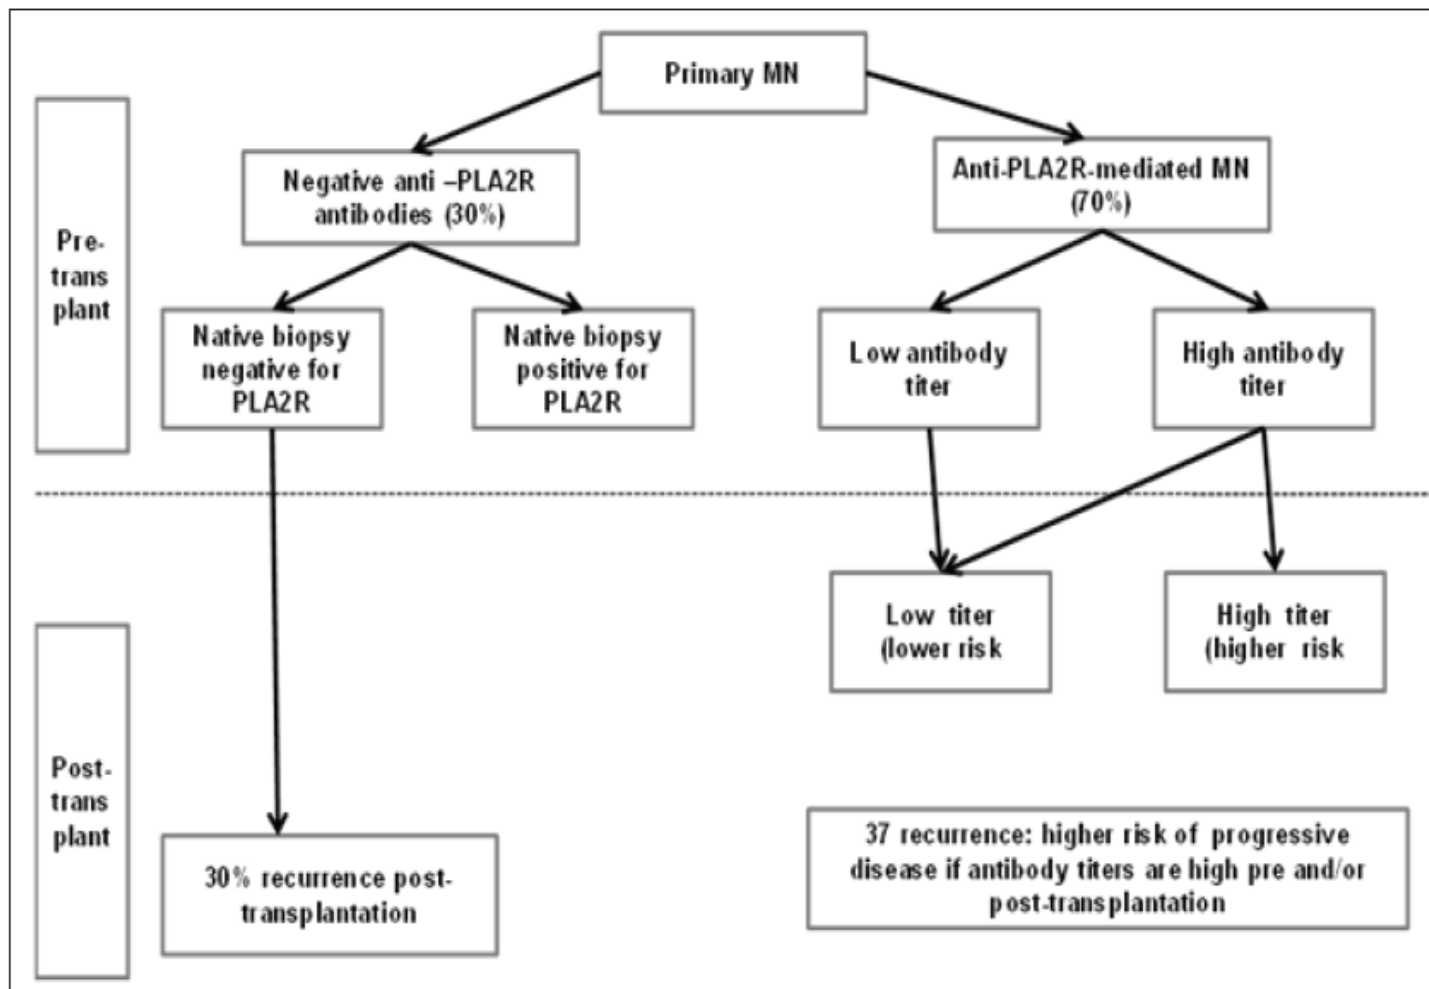 Primary MN
Negative anti –PLA2R
antibodies (30%)
Anti-PLA2R-mediated MN
(70%)
Pre-
trans
plant
Native biopsy
negative for
PLA2R
Native biopsy
positive for
PLA2R
Low antibody
titer
High antibody
titer
Low titer
(lower risk
High titer
(higher risk
Post-
trans
plant
30% recurrence post-
transplantation
37 recurrence: higher risk of progressive
disease if antibody titers are high pre and/or
post-transplantation